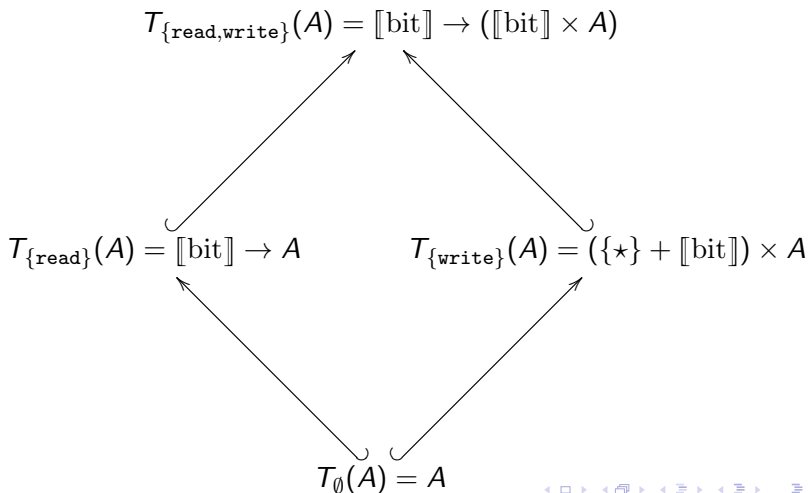 T_{read,write}(A) = ⟦bit⟧ → (⟦bit⟧ × A)
T_{read}(A) = ⟦bit⟧ → A
T_{write}(A) = ({⋆} + ⟦bit⟧) × A
T_∅(A) = A